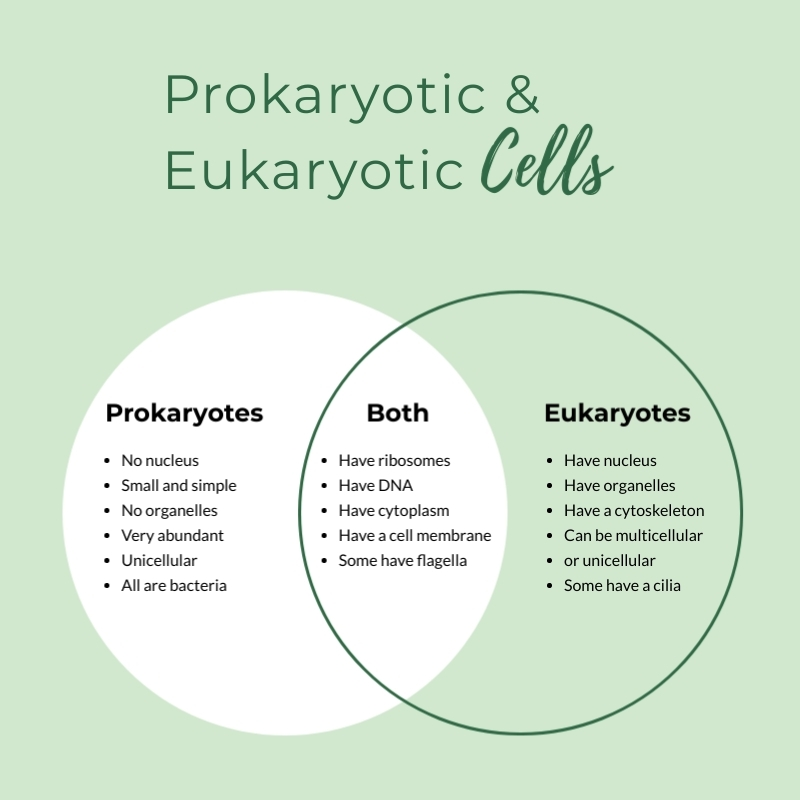 Prokaryotic &
Eukaryotic Cells
Prokaryotes
• No nucleus
• Small and simple
• No organelles
• Very abundant
• Unicellular
• All are bacteria
Both
• Have ribosomes
• Have DNA
• Have cytoplasm
• Have a cell membrane
• Some have flagella
Eukaryotes
• Have nucleus
• Have organelles
• Have a cytoskeleton
• Can be multicellular
• or unicellular
• Some have a cilia